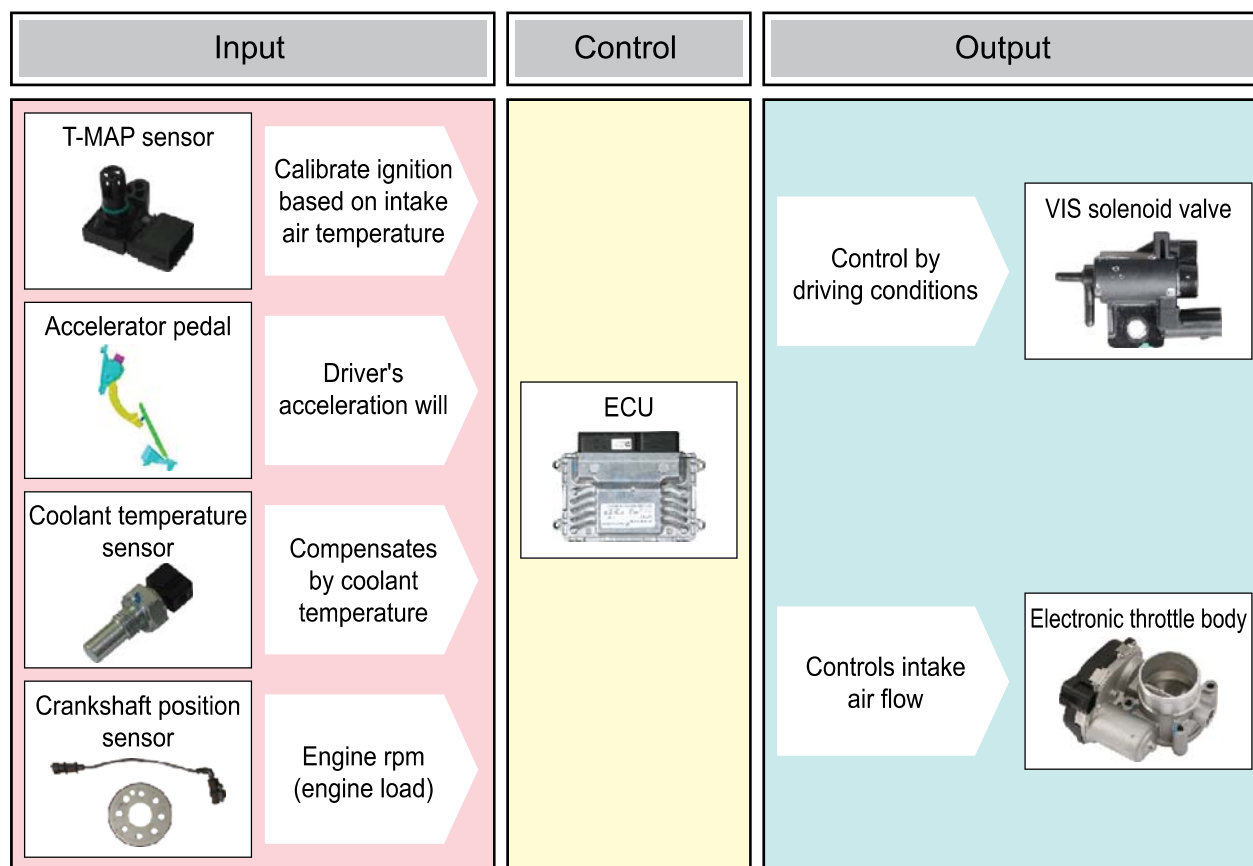 Input
Control
Output
T-MAP sensor
Calibrate ignition
based on intake
air temperature
Accelerator pedal
Driver's
acceleration will
Coolant temperature
sensor
Compensates
by coolant
temperature
Crankshaft position
sensor
Engine rpm
(engine load)
ECU
Control by
driving conditions
VIS solenoid valve
Controls intake
air flow
Electronic throttle body